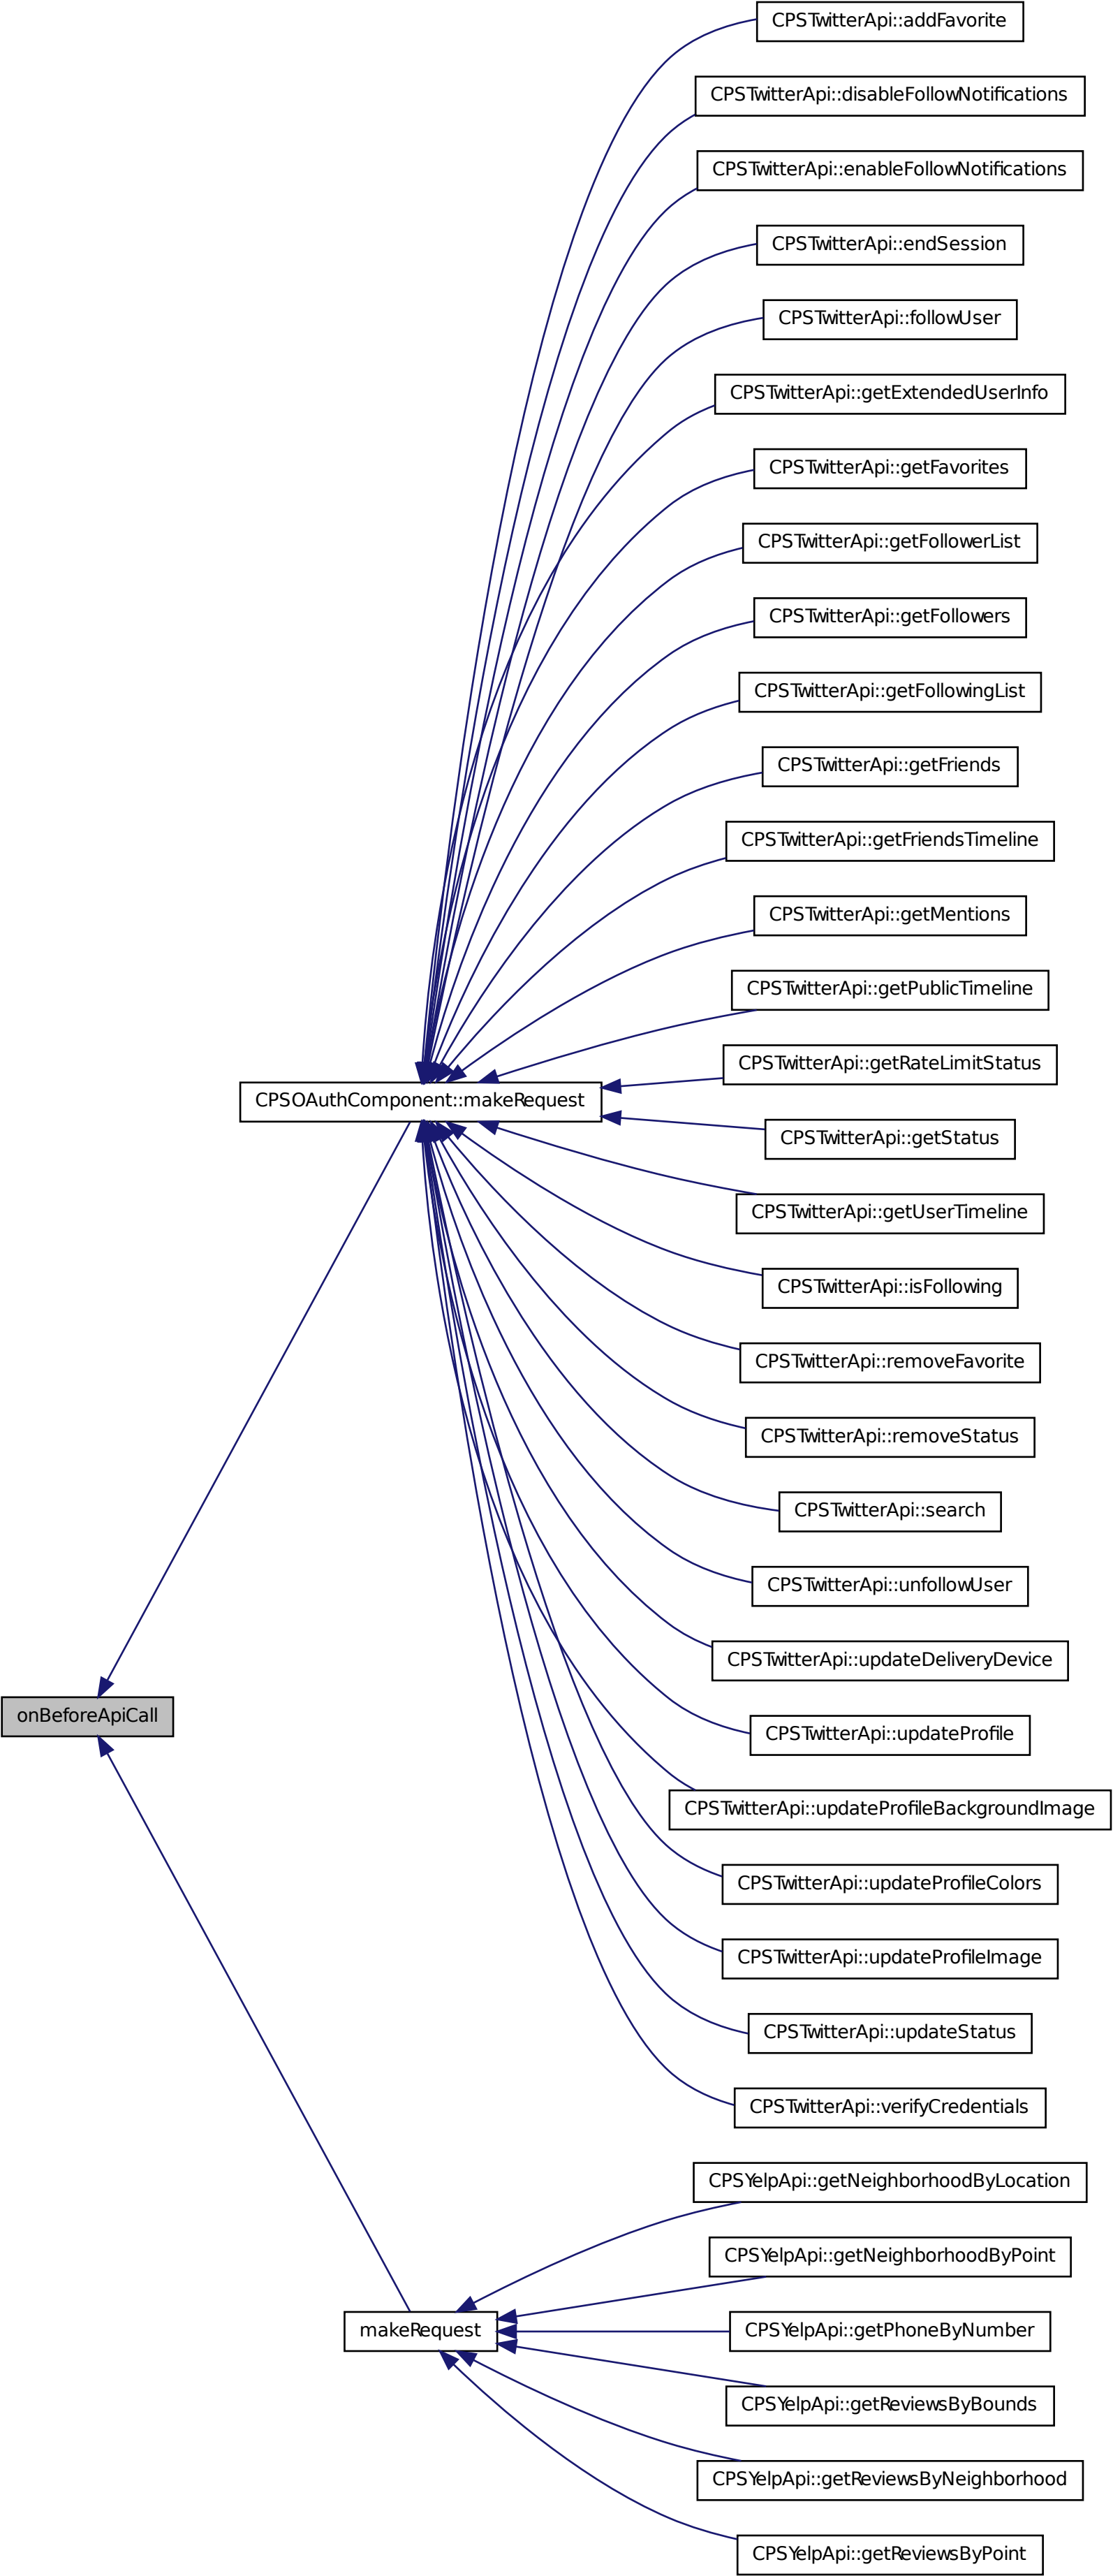 CPSTwitterApi::addFavorite
CPSTwitterApi::disableFollowNotifications
CPSTwitterApi::enableFollowNotifications
CPSTwitterApi::endSession
CPSTwitterApi::followUser
CPSTwitterApi::getExtendedUserInfo
CPSTwitterApi::getFavorites
CPSTwitterApi::getFollowerList
CPSTwitterApi::getFollowers
CPSTwitterApi::getFollowingList
CPSTwitterApi::getFriends
CPSTwitterApi::getFriendsTimeline
CPSTwitterApi::getMentions
CPSTwitterApi::getPublicTimeline
CPSTwitterApi::getRateLimitStatus
CPSOAuthComponent::makeRequest
CPSTwitterApi::getStatus
CPSTwitterApi::getUserTimeline
CPSTwitterApi::isFollowing
CPSTwitterApi::removeFavorite
CPSTwitterApi::removeStatus
CPSTwitterApi::search
CPSTwitterApi::unfollowUser
CPSTwitterApi::updateDeliveryDevice
onBeforeApiCall
CPSTwitterApi::updateProfile
CPSTwitterApi::updateProfileBackgroundImage
CPSTwitterApi::updateProfileColors
CPSTwitterApi::updateProfileImage
CPSTwitterApi::updateStatus
CPSTwitterApi::verifyCredentials
CPSYelpApi::getNeighborhoodByLocation
CPSYelpApi::getNeighborhoodByPoint
makeRequest
CPSYelpApi::getPhoneByNumber
CPSYelpApi::getReviewsByBounds
CPSYelpApi::getReviewsByNeighborhood
CPSYelpApi::getReviewsByPoint